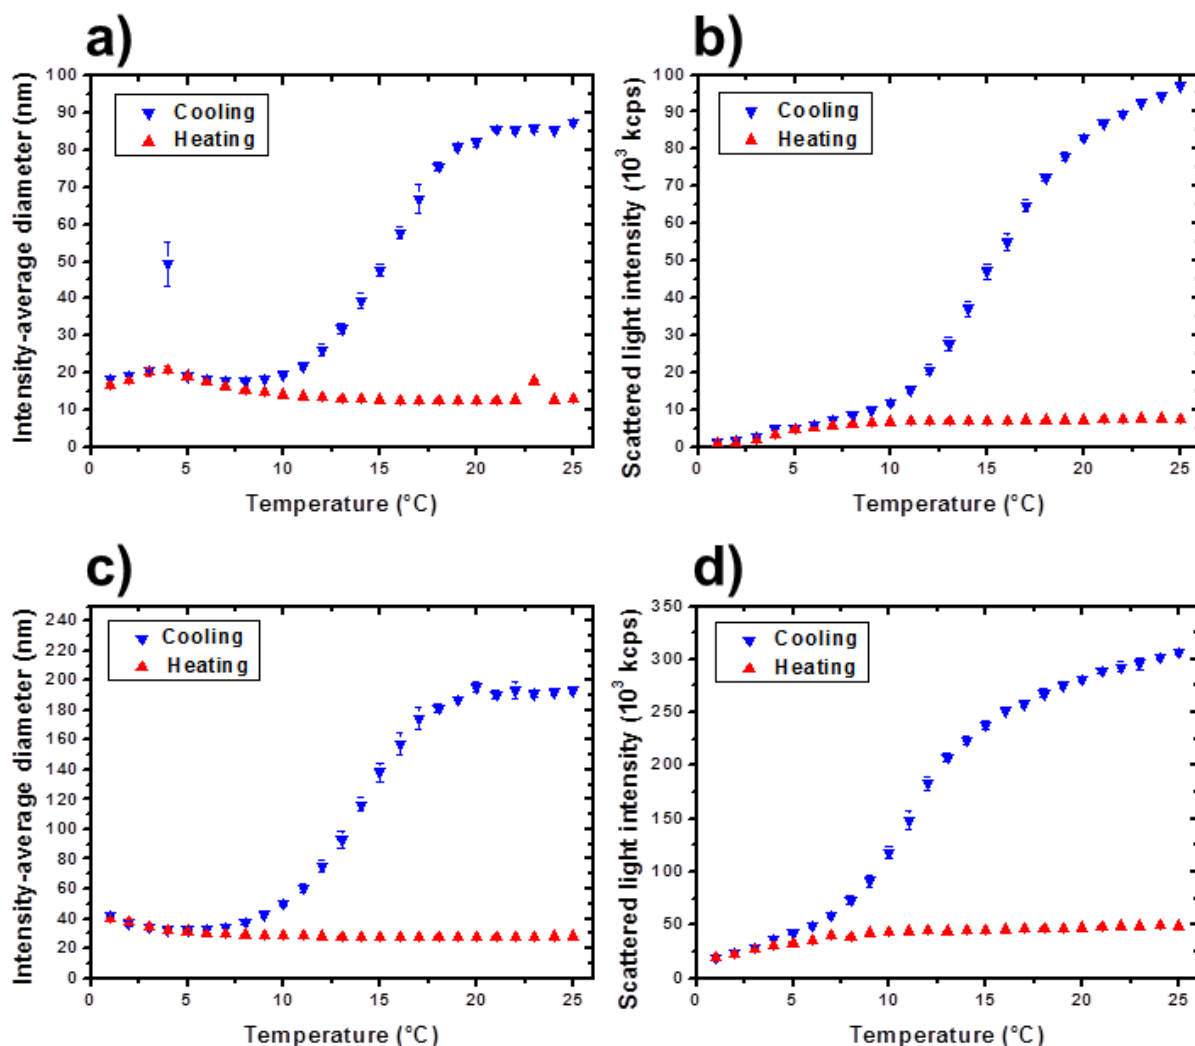 a)
Intensity-average diameter (nm)
100
90
80
70
60
50
40
30
20
10
0
Cooling
Heating
0 5 10 15 20 25
Temperature (°C)
b)
Scattered light intensity (10³ kcps)
100
90
80
70
60
50
40
30
20
10
0
Cooling
Heating
0 5 10 15 20 25
Temperature (°C)
c)
Intensity-average diameter (nm)
240
220
200
180
160
140
120
100
80
60
40
20
0
Cooling
Heating
0 5 10 15 20 25
Temperature (°C)
d)
Scattered light intensity (10³ kcps)
350
300
250
200
150
100
50
0
Cooling
Heating
0 5 10 15 20 25
Temperature (°C)